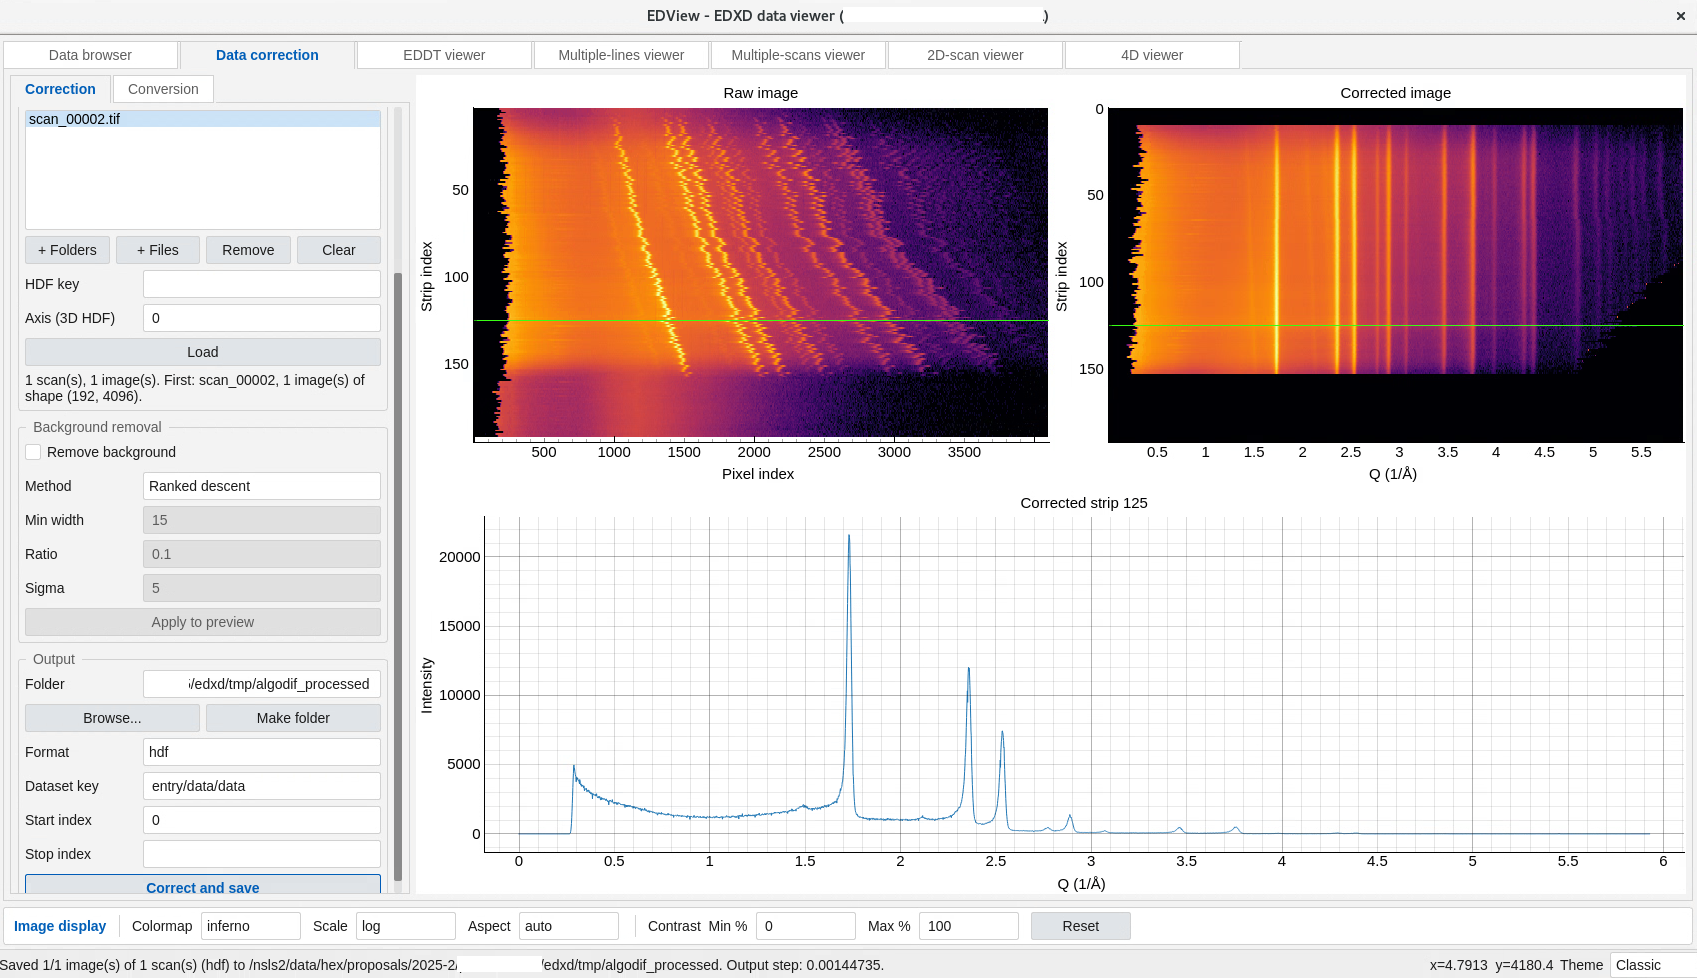 EDView - EDXD data viewer ( )
×
Data browser
Data correction
EDDT viewer
Multiple-lines viewer
Multiple-scans viewer
2D-scan viewer
4D viewer
Correction
Conversion
scan_00002.tif
+ Folders
+ Files
Remove
Clear
HDF key
Axis (3D HDF)
0
Load
1 scan(s), 1 image(s). First: scan_00002, 1 image(s) of
shape (192, 4096).
Background removal
Remove background
Method
Ranked descent
Min width
15
Ratio
0.1
Sigma
5
Apply to preview
Output
Folder
/edxd/tmp/algodif_processed
Browse...
Make folder
Format
hdf
Dataset key
entry/data/data
Start index
0
Stop index
Correct and save
Raw image
Strip index
50
100
150
500 1000 1500 2000 2500 3000 3500
Pixel index
Corrected image
Strip index
0
50
100
150
0.5 1 1.5 2 2.5 3 3.5 4 4.5 5 5.5
Q (1/Å)
Corrected strip 125
Intensity
20000
15000
10000
5000
0
0 0.5 1 1.5 2 2.5 3 3.5 4 4.5 5 5.5 6
Q (1/Å)
Image display
Colormap
inferno
Scale
log
Aspect
auto
Contrast
Min %
0
Max %
100
Reset
Saved 1/1 image(s) of 1 scan(s) (hdf) to /nsls2/data/hex/proposals/2025-2/ /edxd/tmp/algodif_processed. Output step: 0.00144735.
x=4.7913 y=4180.4
Theme
Classic